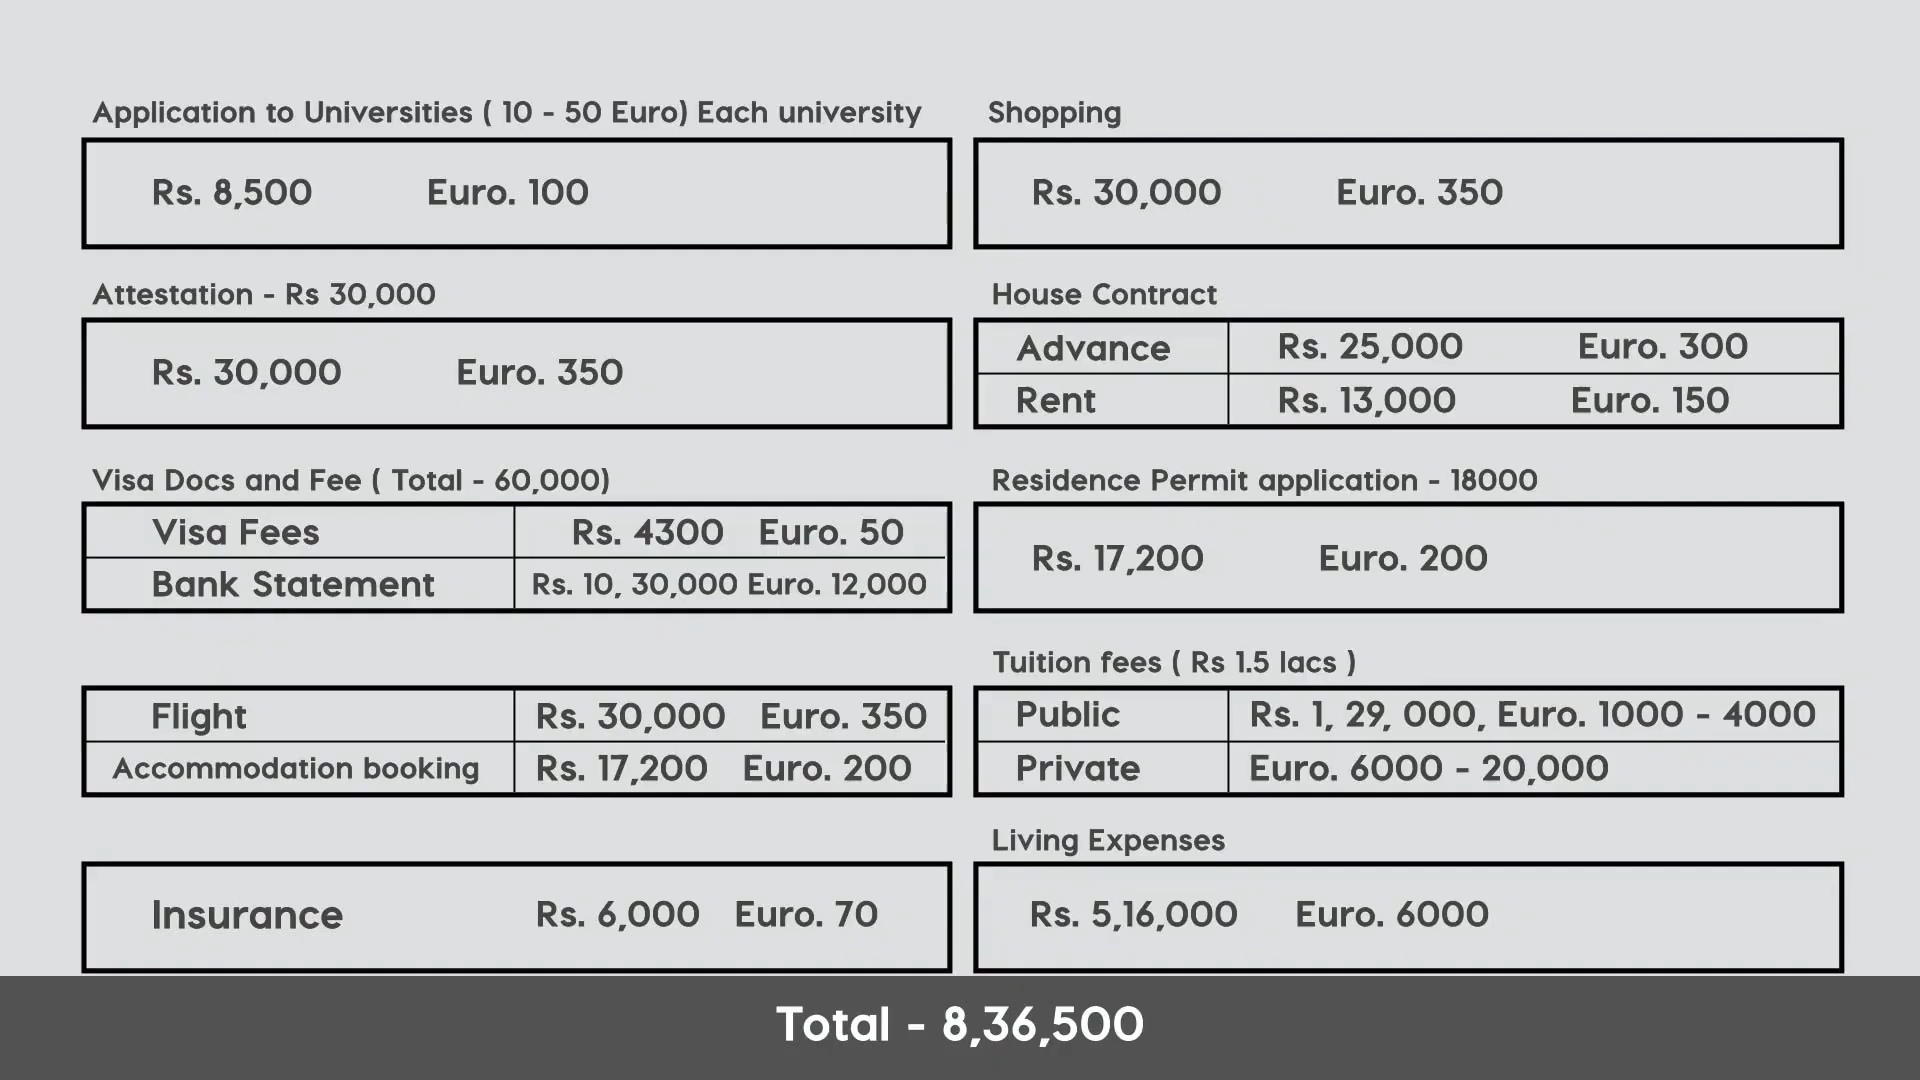 Application to Universities ( 10 - 50 Euro) Each university
Rs. 8,500 Euro. 100
Attestation - Rs 30,000
Rs. 30,000 Euro. 350
Visa Docs and Fee ( Total - 60,000)
Visa Fees Rs. 4300 Euro. 50
Bank Statement Rs. 10, 30,000 Euro. 12,000
Flight Rs. 30,000 Euro. 350
Accommodation booking Rs. 17,200 Euro. 200
Insurance Rs. 6,000 Euro. 70
Shopping
Rs. 30,000 Euro. 350
House Contract
Advance Rs. 25,000 Euro. 300
Rent Rs. 13,000 Euro. 150
Residence Permit application - 18000
Rs. 17,200 Euro. 200
Tuition fees ( Rs 1.5 lacs )
Public Rs. 1, 29, 000, Euro. 1000 - 4000
Private Euro. 6000 - 20,000
Living Expenses
Rs. 5,16,000 Euro. 6000
Total - 8,36,500